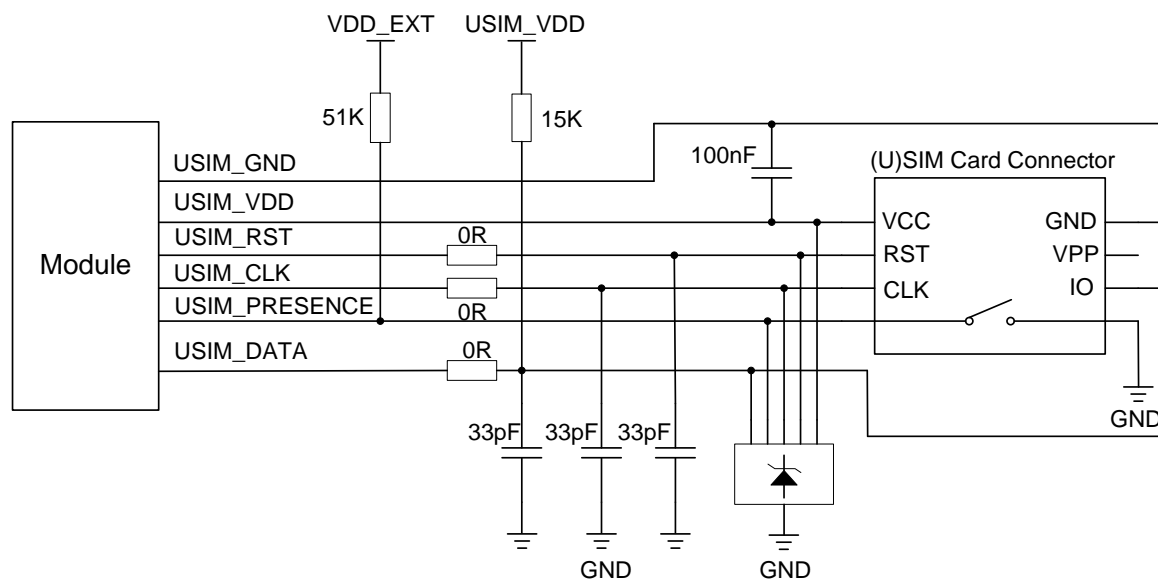 VDD_EXT USIM_VDD
51K 15K
100nF (U)SIM Card Connector
USIM_GND
USIM_VDD VCC GND
USIM_RST 0R RST VPP
Module
USIM_CLK CLK IO
USIM_PRESENCE 0R
USIM_DATA 0R
GND
33pF 33pF 33pF
GND GND